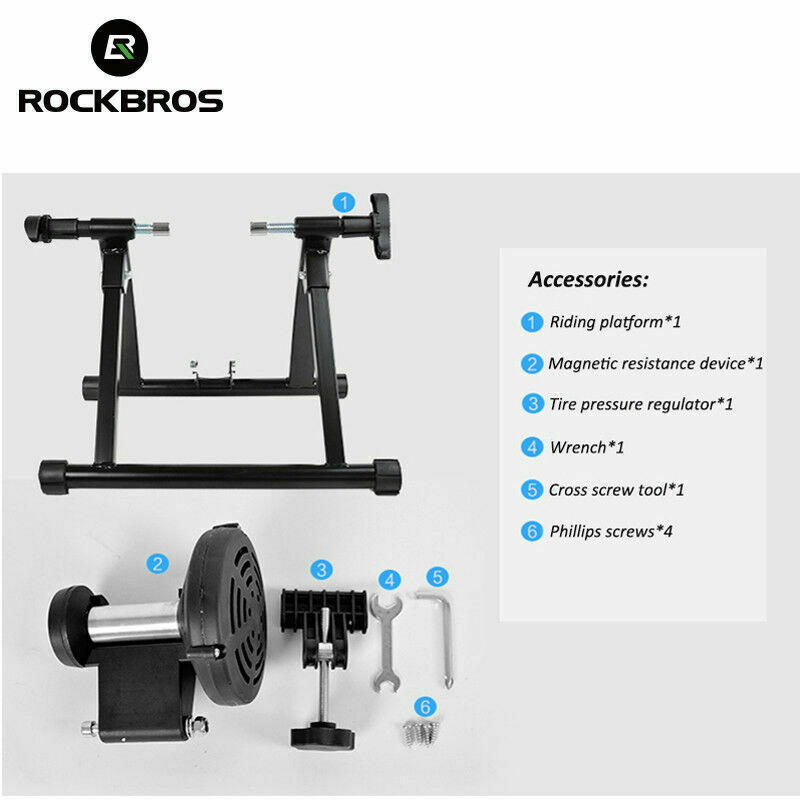 ROCKBROS
1
Accessories:
1 Riding platform*1
2 Magnetic resistance device*1
3 Tire pressure regulator*1
4 Wrench*1
5 Cross screw tool*1
6 Phillips screws*4
2
3
4
5
6